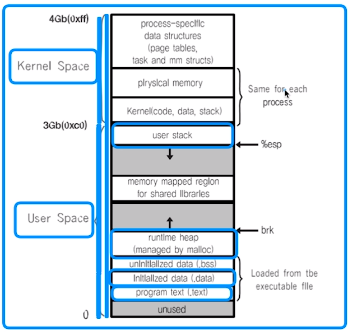 4Gb(0xff)
process-specific
data structures
(page tables,
task and mm structs)
Kernel Space
physical memory
Same for each
process
Kernel(code, data, stack)
3Gb(0xc0)
user stack
%esp
memory mapped region
for shared libraries
User Space
brk
runtime heap
(managed by malloc)
uninitialized data (.bss)
initialized data (.data)
Loaded from the
executable file
program text (.text)
0
unused